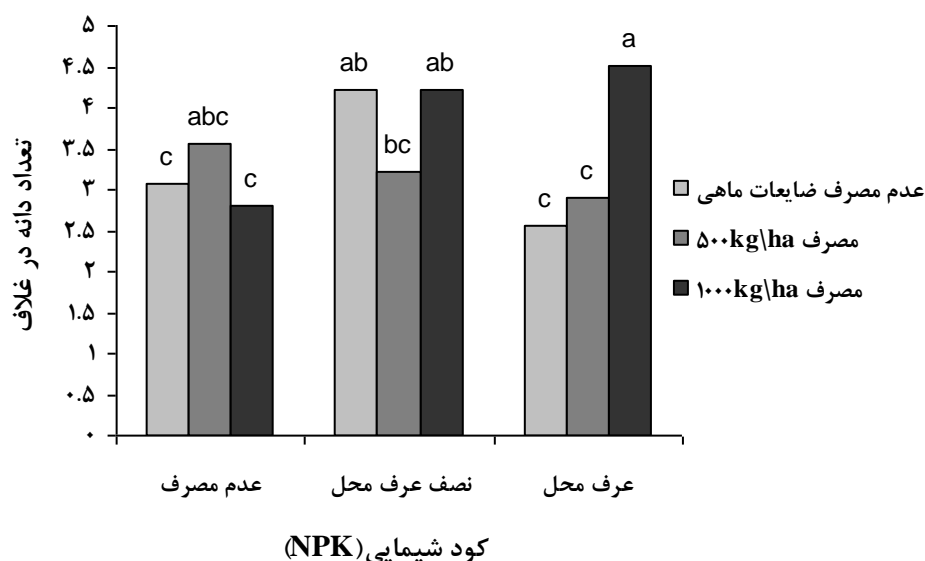 تعداد دانه در غلاف
۵
۴.۵
۴
۳.۵
۳
۲.۵
۲
۱.۵
۱
۰.۵
۰
c
abc
c
ab
bc
ab
c
c
a
عدم مصرف
نصف عرف محل
عرف محل
کود شیمایی(NPK)
عدم مصرف ضایعات ماهی
مصرف ۵۰۰kg\ha
مصرف ۱۰۰۰kg\ha